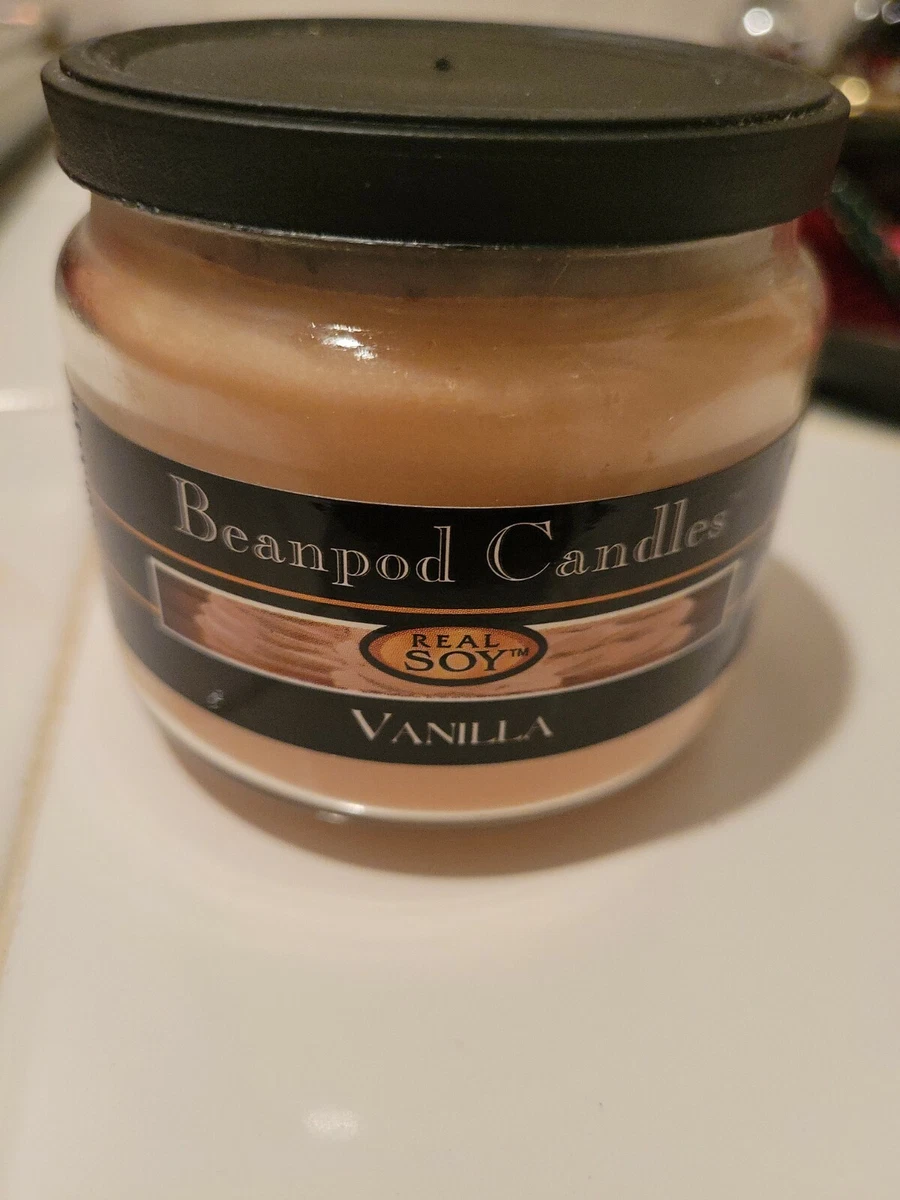 Beanpod Candles
REAL
SOY™
VANILLA